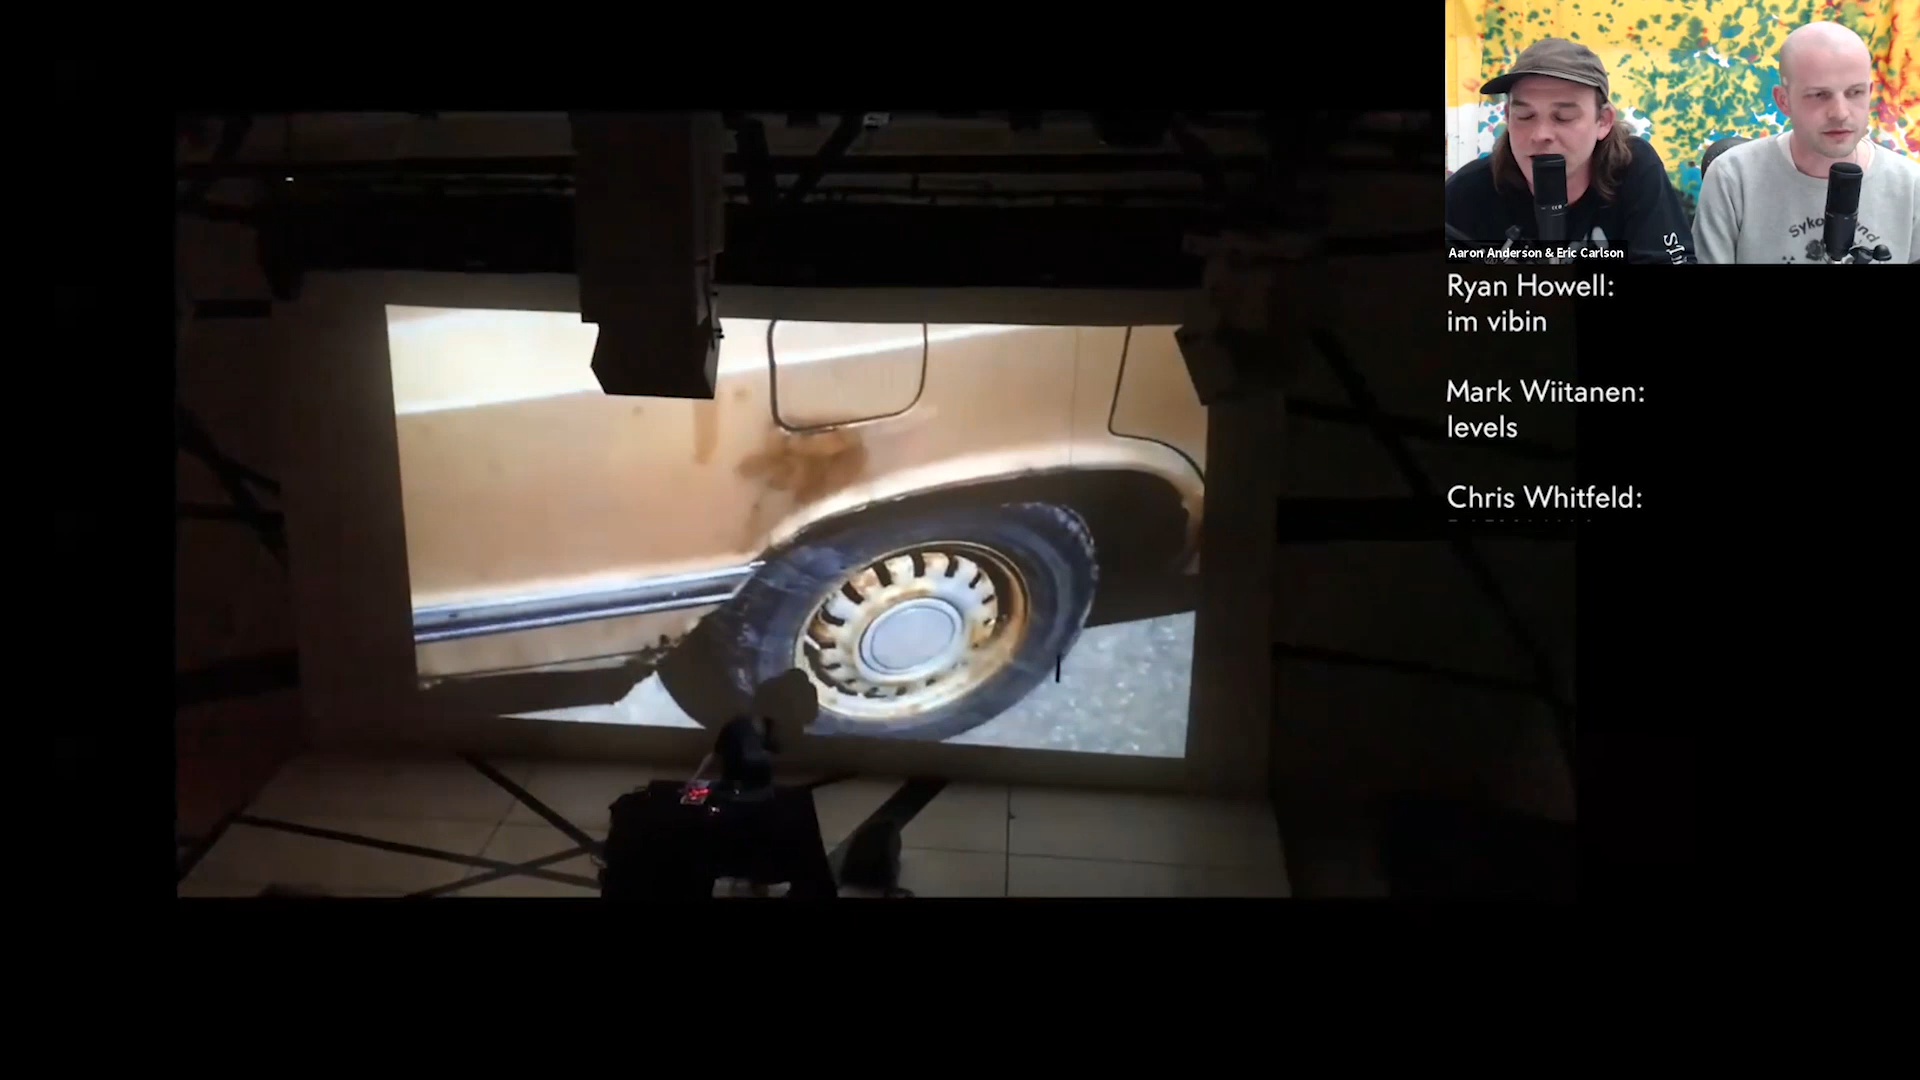 Aaron Anderson & Eric Carlson
Ryan Howell:
im vibin
Mark Wiitanen:
levels
Chris Whitfeld: